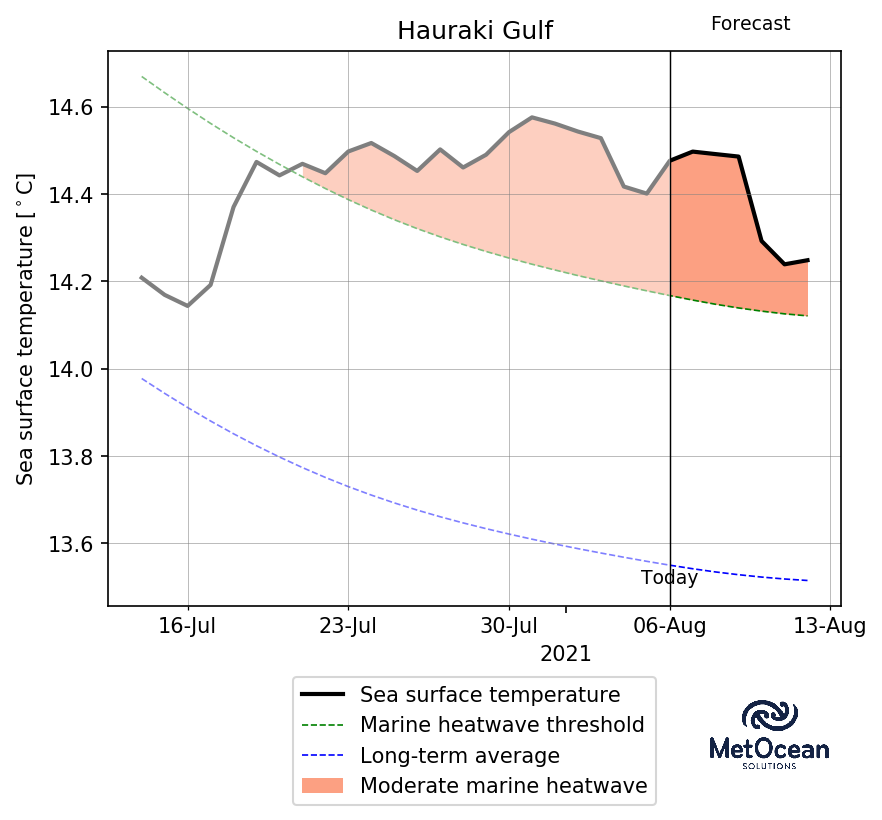 Hauraki Gulf
Forecast
14.6
14.4
14.2
14.0
13.8
13.6
Sea surface temperature [°C]
Today
16-Jul 23-Jul 30-Jul 06-Aug 13-Aug
2021
Sea surface temperature
Marine heatwave threshold
Long-term average
Moderate marine heatwave
MetOcean
SOLUTIONS